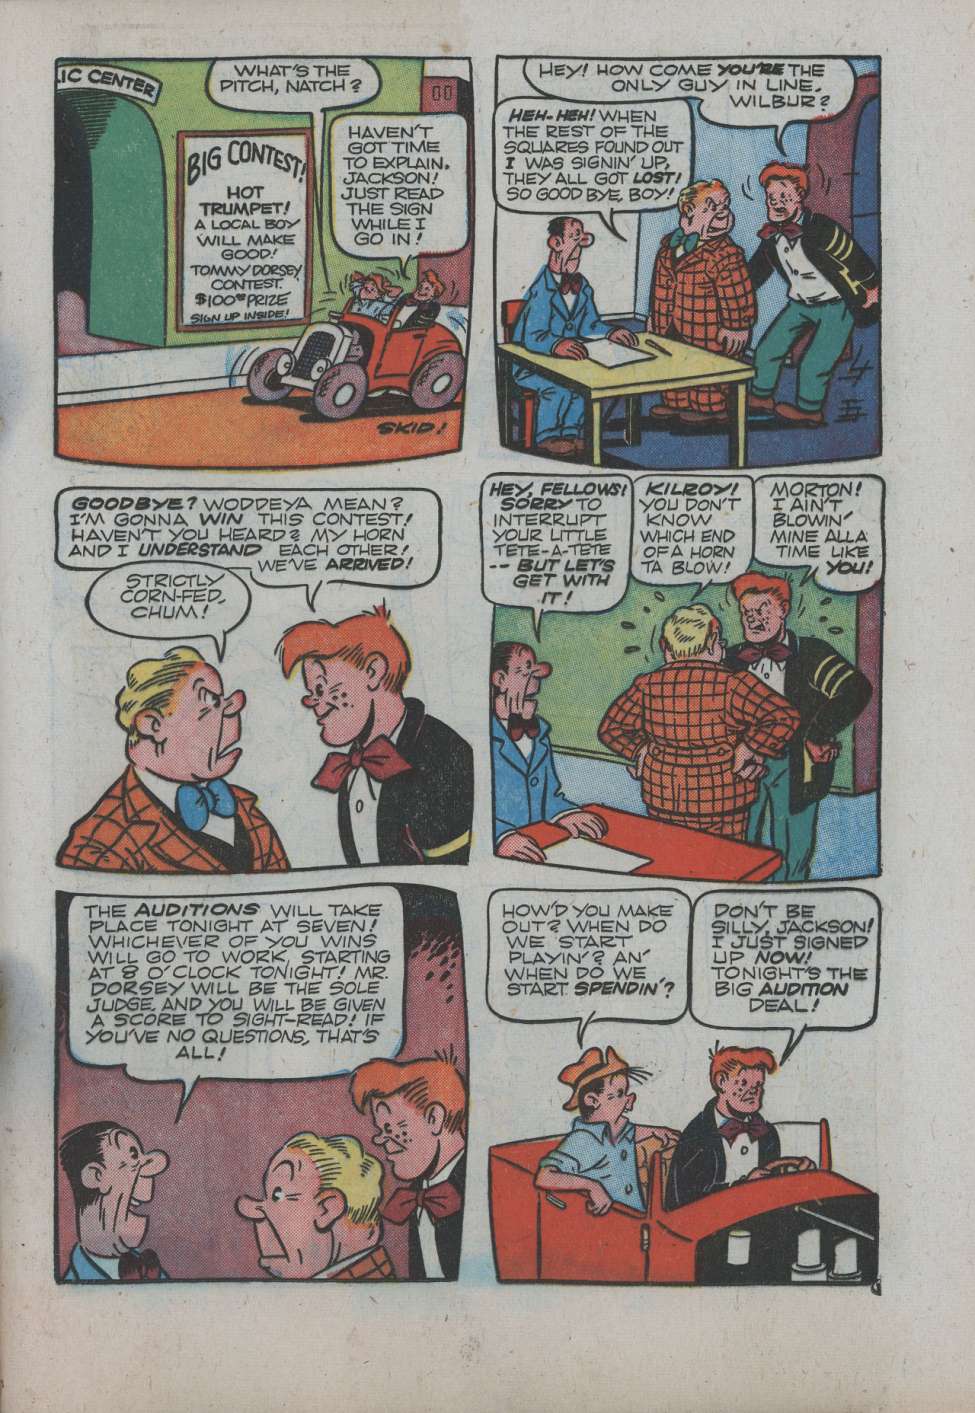 LIC CENTER
WHAT'S THE
PITCH, NATCH?
HAVEN'T
GOT TIME
TO EXPLAIN.
JACKSON!
JUST READ
THE SIGN
WHILE I
GO IN!
BIG CONTEST!
HOT
TRUMPET!
A LOCAL BOY
WILL MAKE
GOOD!
TOMMY DORSEY
CONTEST.
$100.00 PRIZE
SIGN UP INSIDE!
SKID!
HEY! HOW COME YOU'RE THE
ONLY GUY IN LINE,
WILBUR?
HEH-HEH! WHEN
THE REST OF THE
SQUARES FOUND OUT
I WAS SIGNIN' UP,
THEY ALL GOT LOST!
SO GOOD BYE, BOY!
GOODBYE? WODDEYA MEAN?
I'M GONNA WIN THIS CONTEST!
HAVEN'T YOU HEARD? MY HORN
AND I UNDERSTAND EACH OTHER!
WE'VE ARRIVED!
STRICTLY
CORN-FED,
CHUM!
HEY, FELLOWS!
SORRY TO
INTERRUPT
YOUR LITTLE
TETE-A-TETE
-- BUT LET'S
GET WITH
IT!
KILROY!
YOU DON'T
KNOW
WHICH END
OF A HORN
TA BLOW!
MORTON!
I AIN'T
BLOWIN'
MINE ALLA
TIME LIKE
YOU!
THE AUDITIONS WILL TAKE
PLACE TONIGHT AT SEVEN!
WHICHEVER OF YOU WINS
WILL GO TO WORK, STARTING
AT 8 O'CLOCK TONIGHT! MR.
DORSEY WILL BE THE SOLE
JUDGE, AND YOU WILL BE GIVEN
A SCORE TO SIGHT-READ! IF
YOU'VE NO QUESTIONS, THAT'S
ALL!
HOW'D YOU MAKE
OUT? WHEN DO
WE START
PLAYIN'? AN'
WHEN DO WE
START SPENDIN'?
DON'T BE
SILLY, JACKSON!
I JUST SIGNED
UP NOW!
TONIGHT'S THE
BIG AUDITION
DEAL!